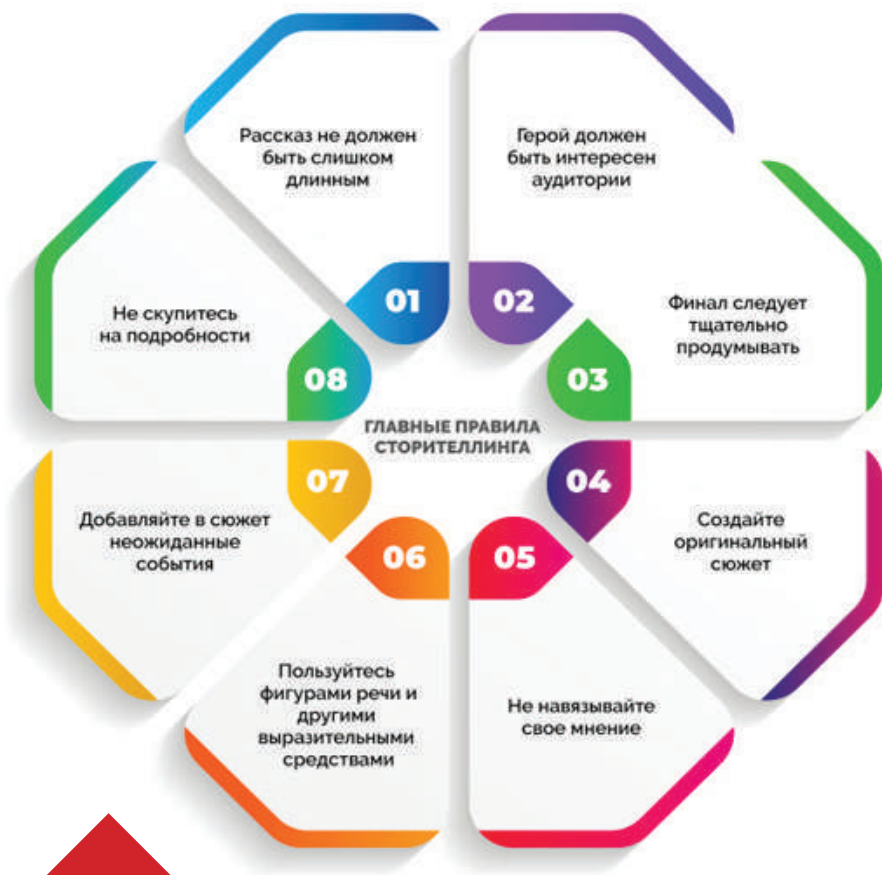 ГЛАВНЫЕ ПРАВИЛА
СТОРИТЕЛЛИНГА
01
Рассказ не должен
быть слишком
длинным
02
Герой должен
быть интересен
аудитории
03
Финал следует
тщательно
продумывать
04
Создайте
оригинальный
сюжет
05
Не навязывайте
свое мнение
06
Пользуйтесь
фигурами речи и
другими
выразительными
средствами
07
Добавляйте в сюжет
неожиданные
события
08
Не скупитесь
на подробности